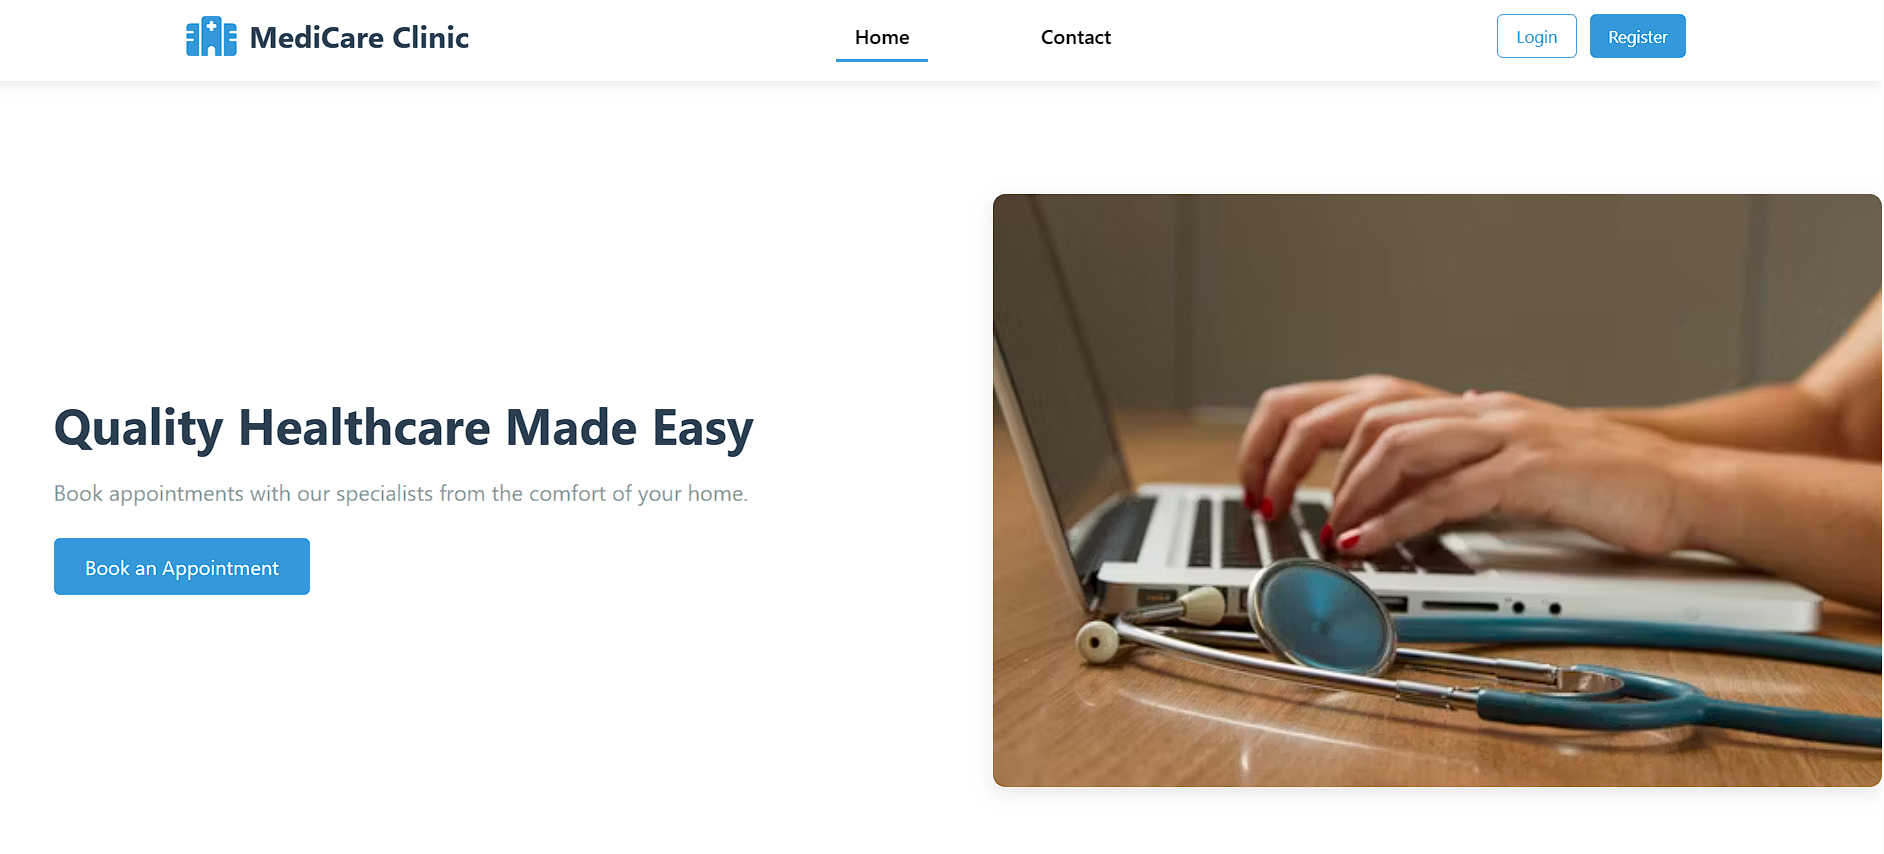 MediCare Clinic
Home
Contact
Login
Register
Quality Healthcare Made Easy
Book appointments with our specialists from the comfort of your home.
Book an Appointment